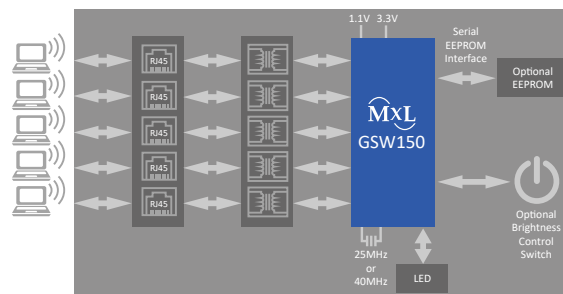 1.1V 3.3V
Serial
EEPROM
Interface
Optional
EEPROM
RJ45
RJ45
RJ45
RJ45
RJ45
MxL
GSW150
Optional
Brightness
Control
Switch
25MHz
or
40MHz
LED